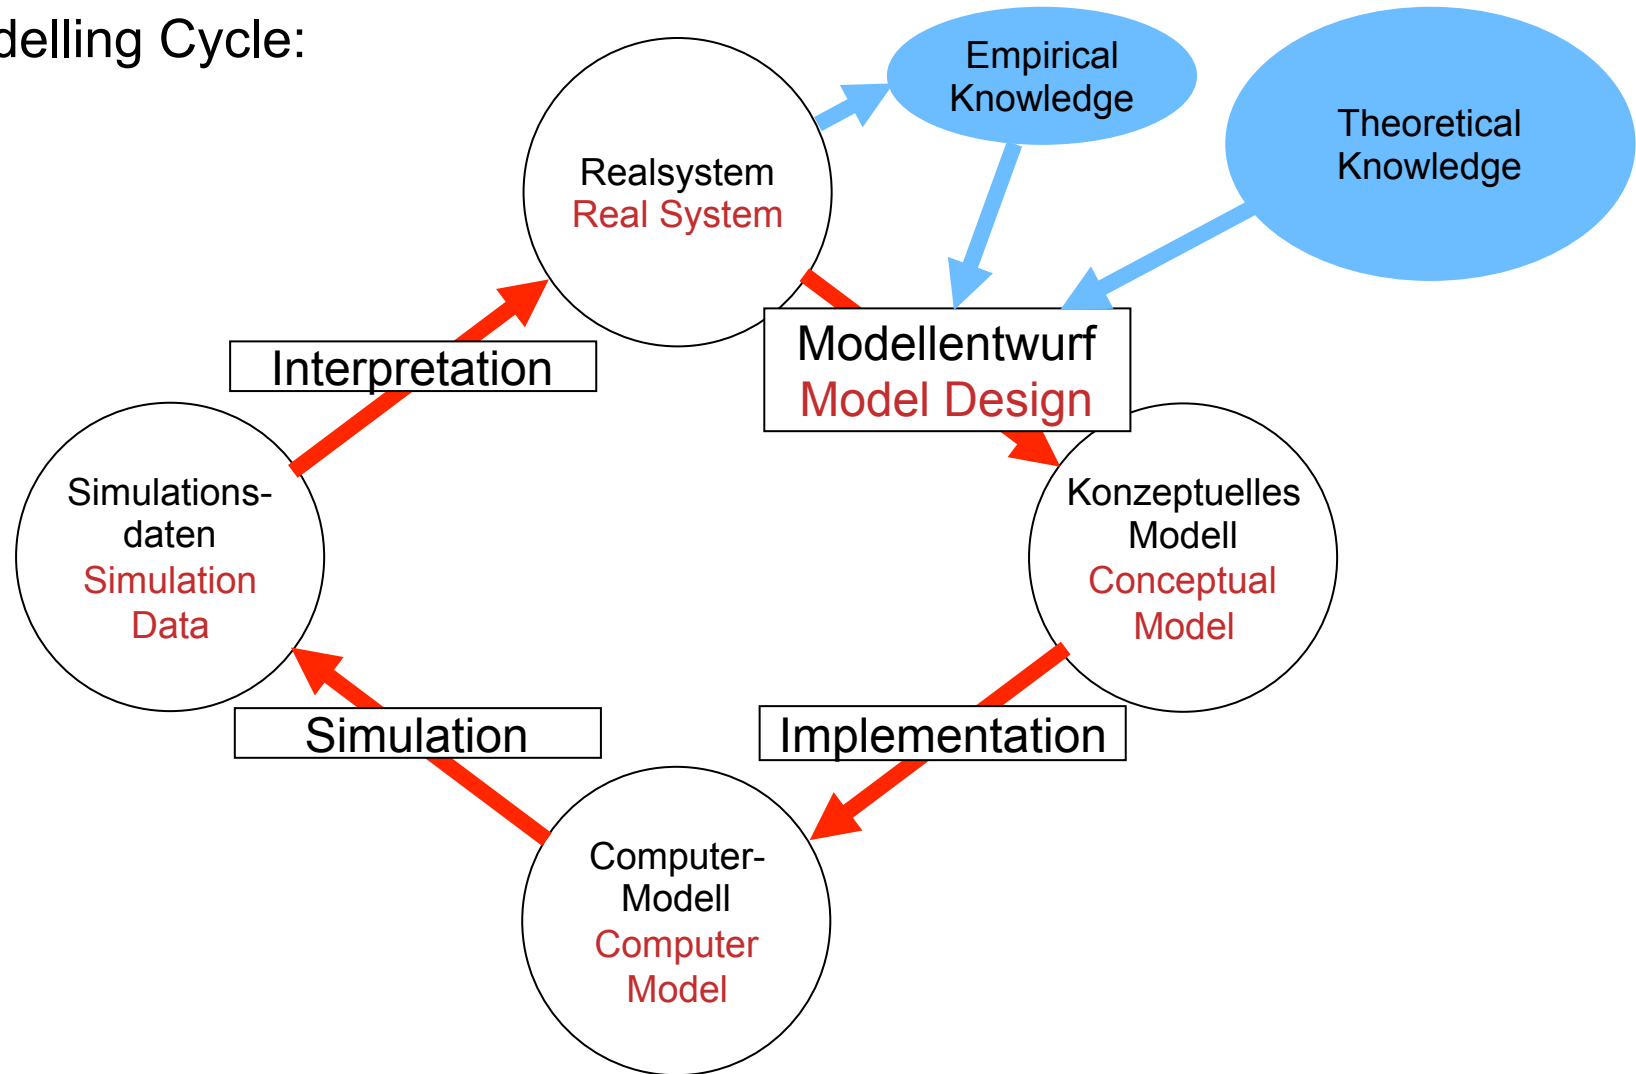 delling Cycle:
Empirical
Knowledge
Theoretical
Knowledge
Realsystem
Real System
Modellentwurf
Model Design
Interpretation
Simulations-
daten
Simulation
Data
Konzeptuelles
Modell
Conceptual
Model
Simulation
Implementation
Computer-
Modell
Computer
Model